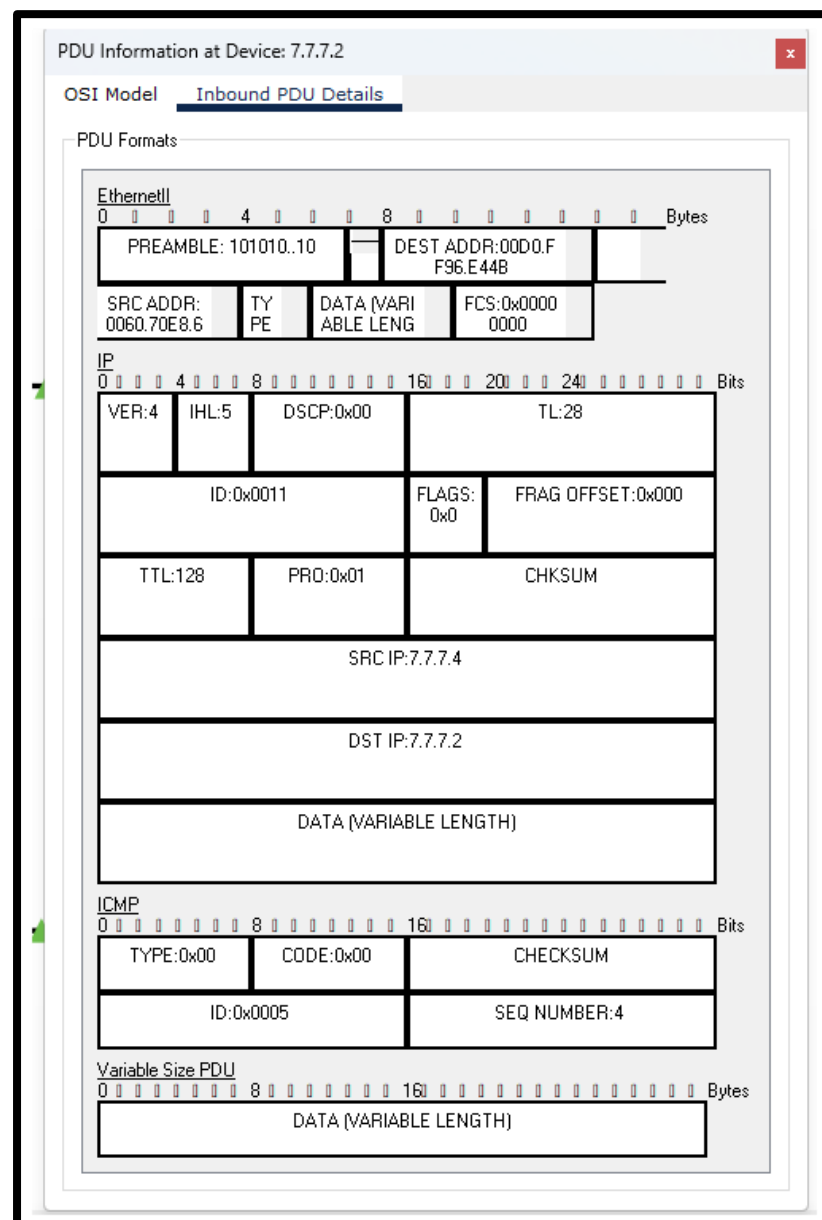 PDU Information at Device: 7.7.7.2
x
OSI Model Inbound PDU Details
PDU Formats
EthernetII
0 4 8 Bytes
PREAMBLE: 101010..10 DEST ADDR:00D0.F
F96.E44B
SRC ADDR: TY DATA (VARI FCS:0x0000
0060.70E8.6 PE ABLE LENG 0000
IP
0 4 8 16 20 24 Bits
VER:4 IHL:5 DSCP:0x00 TL:28
ID:0x0011 FLAGS: FRAG OFFSET:0x000
0x0
TTL:128 PRO:0x01 CHKSUM
SRC IP:7.7.7.4
DST IP:7.7.7.2
DATA (VARIABLE LENGTH)
ICMP
0 8 16 Bits
TYPE:0x00 CODE:0x00 CHECKSUM
ID:0x0005 SEQ NUMBER:4
Variable Size PDU
0 8 16 Bytes
DATA (VARIABLE LENGTH)